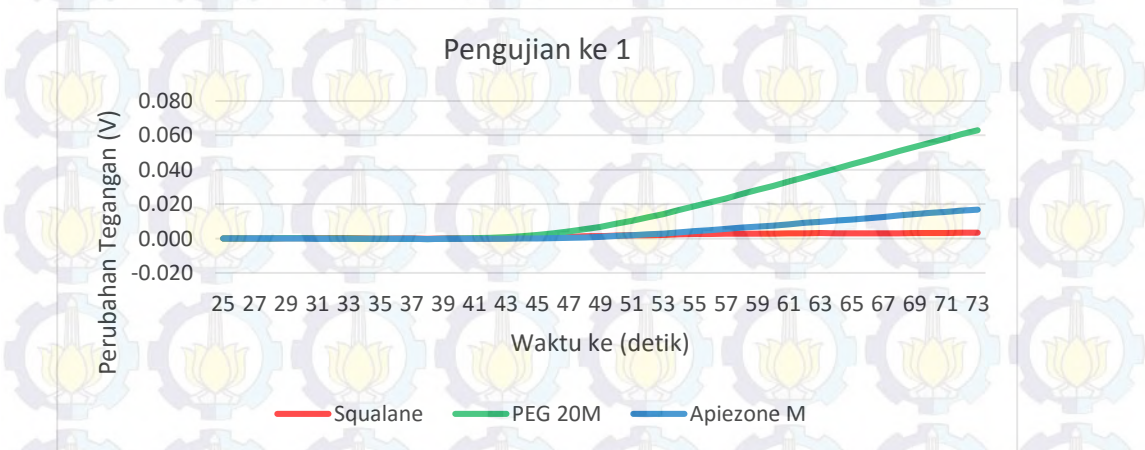 Pengujian ke 1
Perubahan Tegangan (V)
0.080
0.060
0.040
0.020
0.000
-0.020
25 27 29 31 33 35 37 39 41 43 45 47 49 51 53 55 57 59 61 63 65 67 69 71 73
Waktu ke (detik)
Squalane PEG 20M Apiezone M